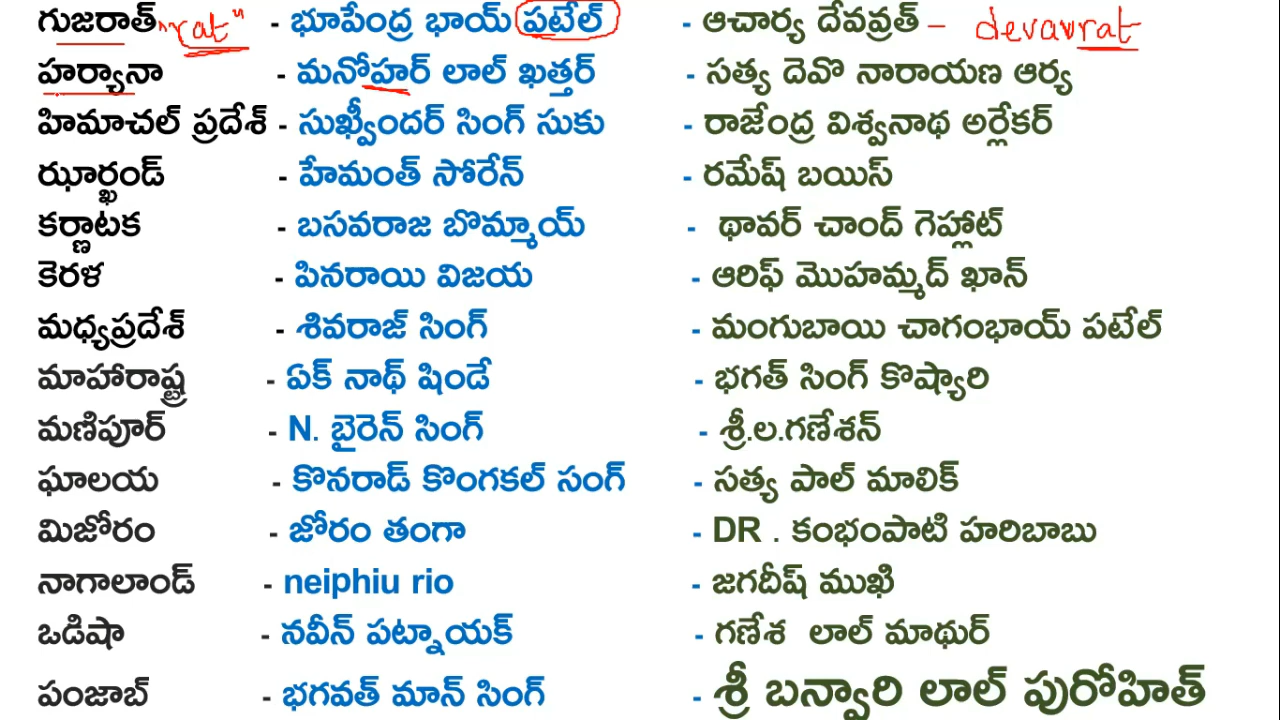 గుజరాత్ "rat" - భూపేంద్ర భాయ్ పటేల్ - ఆచార్య దేవవ్రత్ - devavrat
హర్యానా - మనోహర్ లాల్ ఖత్తర్ - సత్య దెవొ నారాయణ ఆర్య
హిమాచల్ ప్రదేశ్ - సుఖ్వీందర్ సింగ్ సుకు - రాజేంద్ర విశ్వనాథ అర్లేకర్
ఝార్ఖండ్ - హేమంత్ సోరేన్ - రమేష్ బయిస్
కర్ణాటక - బసవరాజ బొమ్మాయ్ - థావర్ చాంద్ గెహ్లాట్
కెరళ - పినరాయి విజయ - ఆరిఫ్ మొహమ్మద్ ఖాన్
మధ్యప్రదేశ్ - శివరాజ్ సింగ్ - మంగుబాయి చాగంభాయ్ పటేల్
మాహారాష్ట్ర - ఏక్ నాథ్ షిండే - భగత్ సింగ్ కొష్యారి
మణిపూర్ - N. బైరెన్ సింగ్ - శ్రీ.ల.గణేశన్
ఘాలయ - కొనరాడ్ కొంగకల్ సంగ్ - సత్య పాల్ మాలిక్
మిజోరం - జోరం తంగా - DR . కంభంపాటి హరిబాబు
నాగాలాండ్ - neiphiu rio - జగదీష్ ముఖి
ఒడిషా - నవీన్ పట్నాయక్ - గణేశ లాల్ మాథుర్
పంజాబ్ - భగవత్ మాన్ సింగ్ - శ్రీ బన్వారి లాల్ పురోహిత్